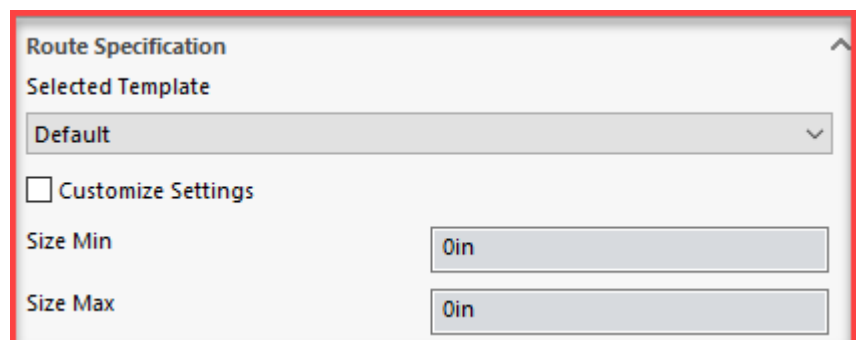 Route Specification
Selected Template
Default
Customize Settings
Size Min 0in
Size Max 0in